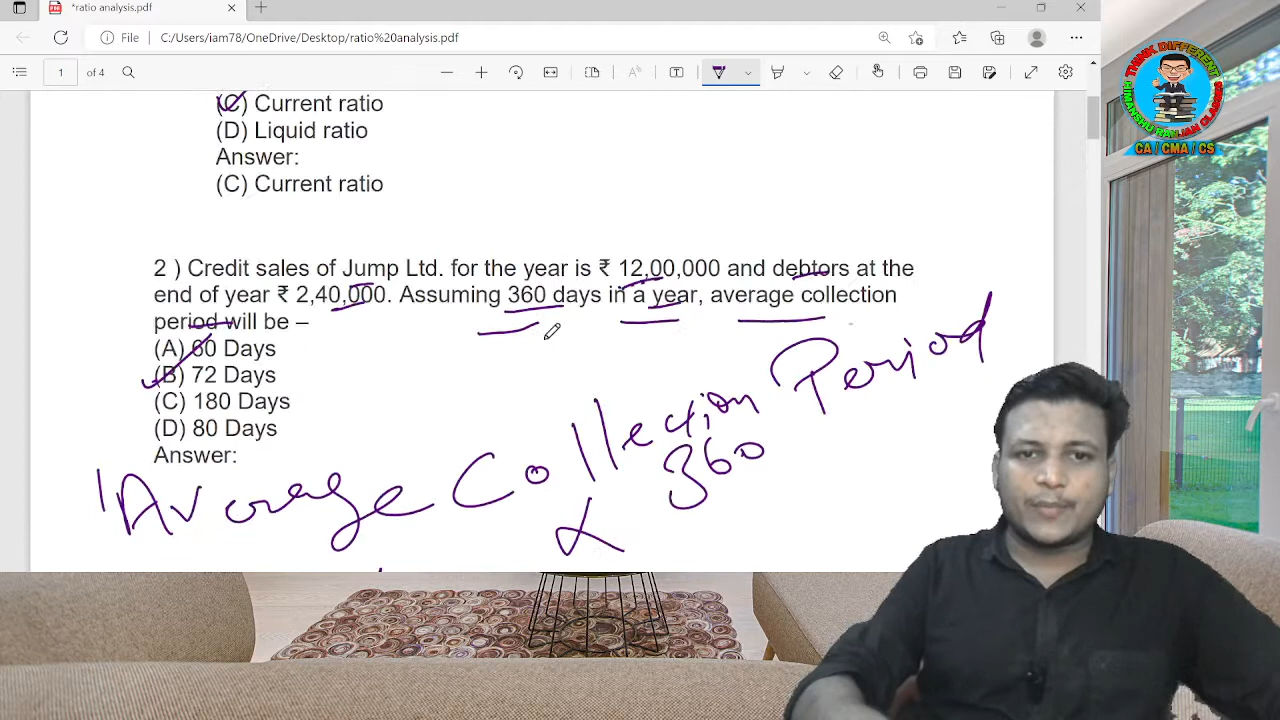 *ratio analysis.pdf
File
C:/Users/iam78/OneDrive/Desktop/ratio%20analysis.pdf
1 of 4
(C) Current ratio
(D) Liquid ratio
Answer:
(C) Current ratio
2 ) Credit sales of Jump Ltd. for the year is ₹ 12,00,000 and debtors at the
end of year ₹ 2,40,000. Assuming 360 days in a year, average collection
period will be –
(A) 60 Days
(B) 72 Days
(C) 180 Days
(D) 80 Days
Answer:
Average Collection Period
360
THINK DIFFERENT
HIMANSHU RANJAN CLASSES
CA / CMA / CS